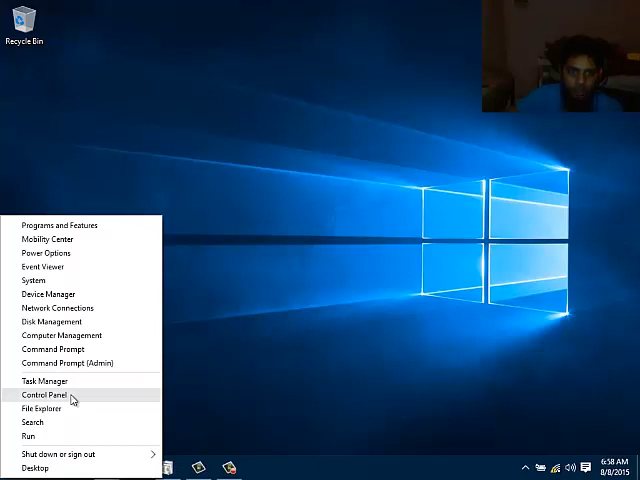 Recycle Bin
Programs and Features
Mobility Center
Power Options
Event Viewer
System
Device Manager
Network Connections
Disk Management
Computer Management
Command Prompt
Command Prompt (Admin)
Task Manager
Control Panel
File Explorer
Search
Run
Shut down or sign out
Desktop
6:58 AM
8/8/2015